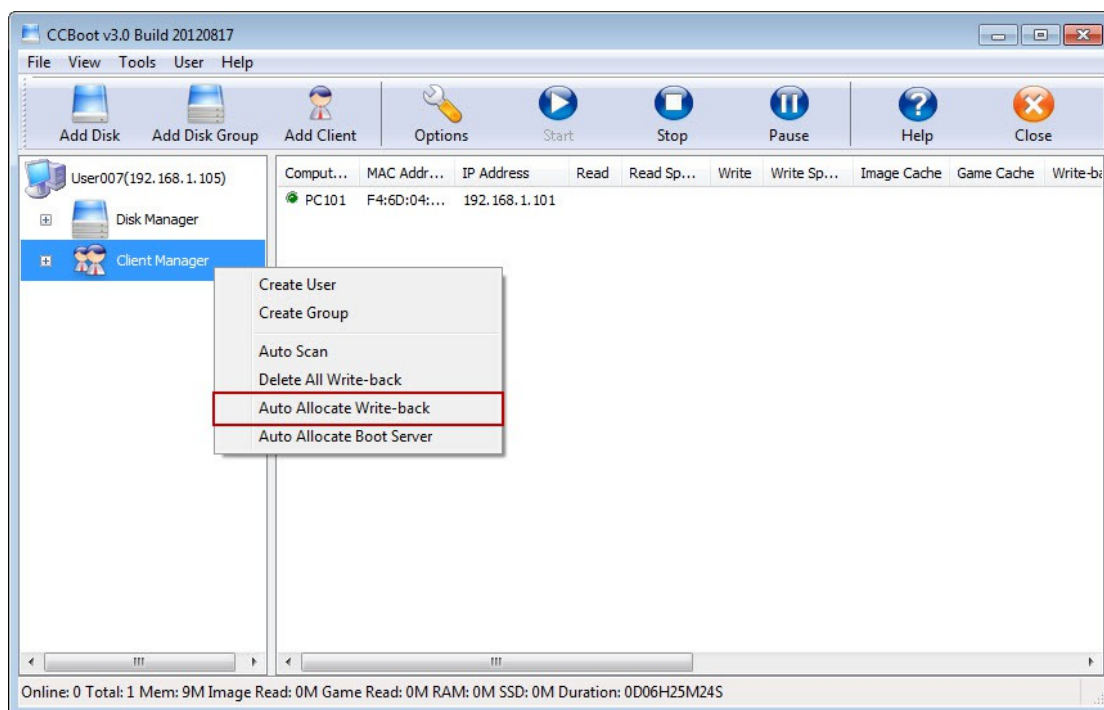 CCBoot v3.0 Build 20120817
File View Tools User Help
Add Disk Add Disk Group Add Client Options Start Stop Pause Help Close
User007(192.168.1.105)
Disk Manager
Client Manager
Comput... MAC Addr... IP Address Read Read Sp... Write Write Sp... Image Cache Game Cache Write-ba
PC101 F4:6D:04:... 192.168.1.101
Create User
Create Group
Auto Scan
Delete All Write-back
Auto Allocate Write-back
Auto Allocate Boot Server
Online: 0 Total: 1 Mem: 9M Image Read: 0M Game Read: 0M RAM: 0M SSD: 0M Duration: 0D06H25M24S